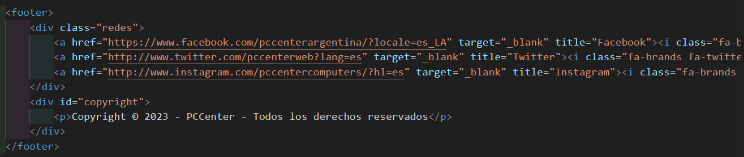 <footer>
<div class="redes">
<a href="https://www.facebook.com/pccenterargentina/?locale=es_LA" target="_blank" title="Facebook"><i class="fa-b
<a href="http://www.twitter.com/pccenterweb?lang=es" target="_blank" title="Twitter"><i class="fa-brands fa-twitte
<a href="http://www.instagram.com/pccentercomputers/?hl=es" target="_blank" title="Instagram"><i class="fa-brands
</div>
<div id="copyright">
<p>Copyright © 2023 - PCCenter - Todos los derechos reservados</p>
</div>
</footer>